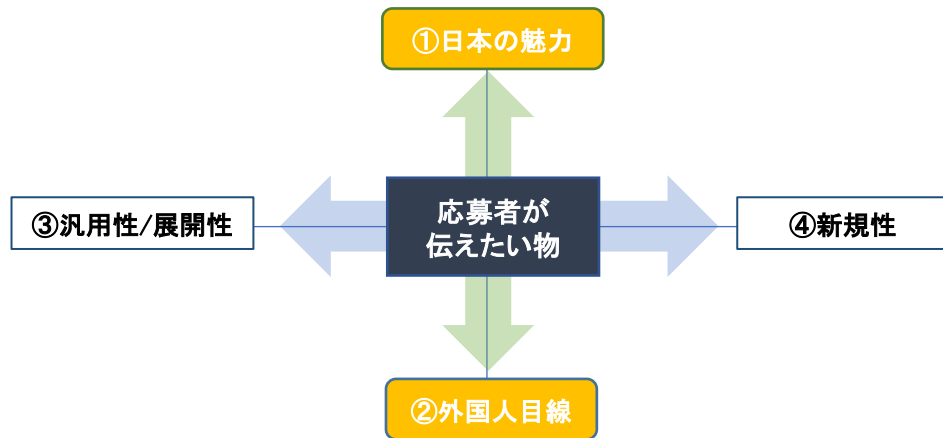 ①日本の魅力
③汎用性/展開性
応募者が
伝えたい物
④新規性
②外国人目線